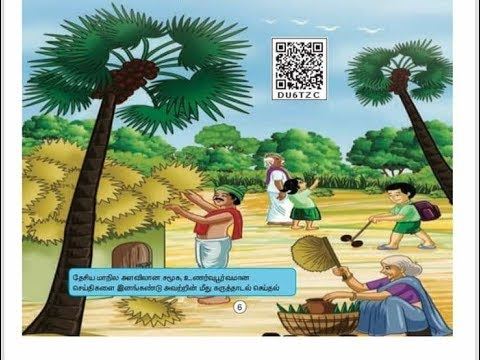 DU6TZC
தேசிய மாநில அளவிலான சமூக, உணர்வுபூர்வமான
செய்திகளை இனங்கண்டு அவற்றின் மீது கருத்தாடல் செய்தல்
6